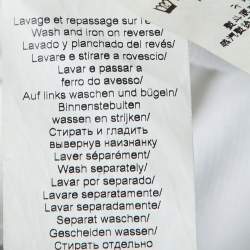 Lavage et repassage sur l'e
Wash and iron on reverse/
Lavado y planchado del revés/
Lavare e stirare a rovescio/
Lavar e passar a
ferro do avesso/
Auf links waschen und bügeln/
Binnenstebuiten
wassen en strijken/
Стирать и гладить
вывернув наизнанку
Laver séparément/
Wash separately/
Lavar por separado/
Lavare separatamente/
Lavar separadamente/
Separat waschen/
Gescheiden wassen/
Стирать отдельно